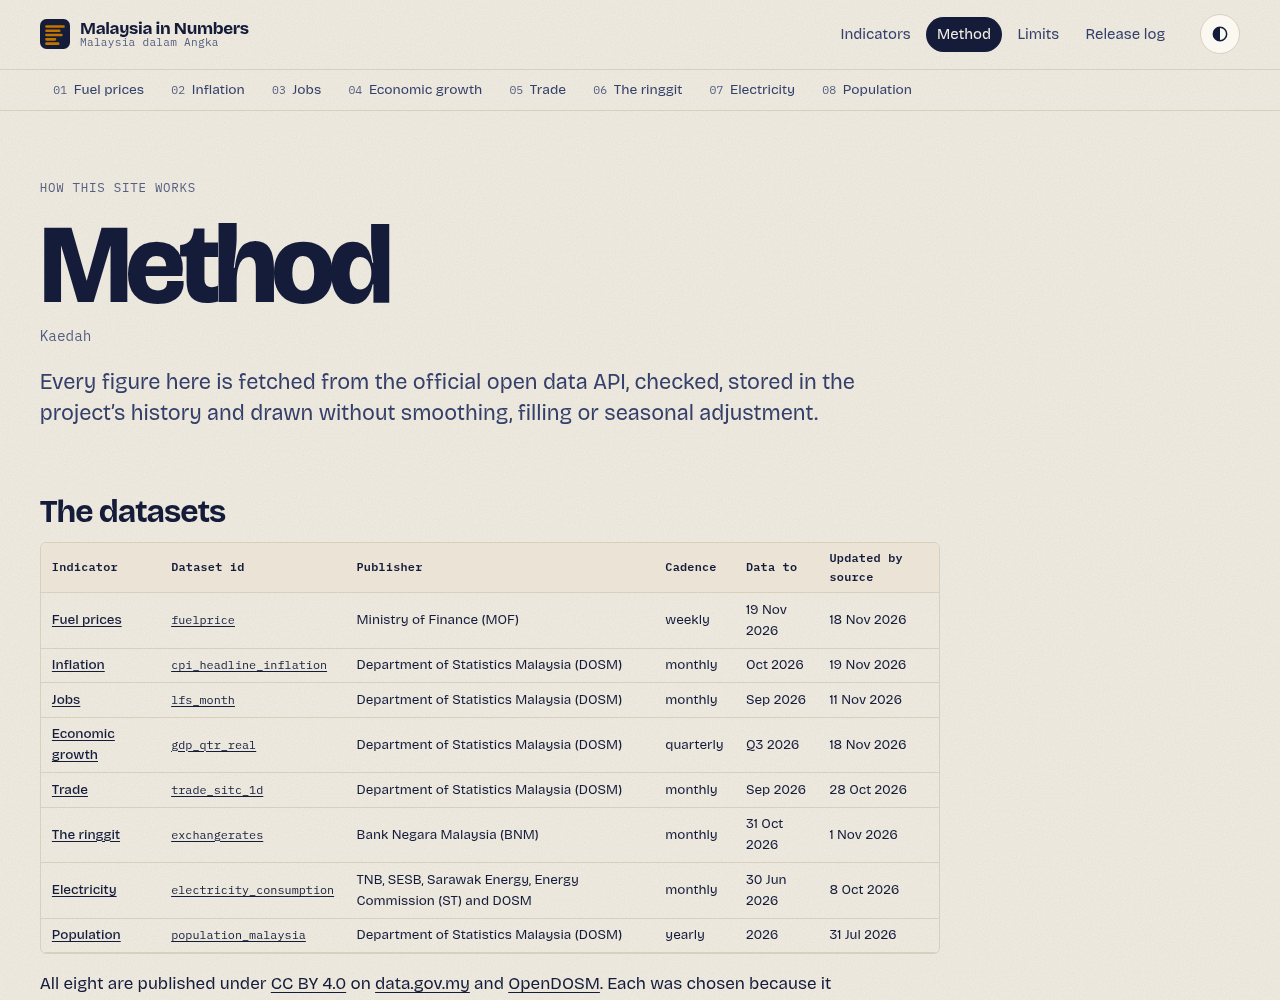 Malaysia in Numbers
Malaysia dalam Angka
Indicators Method Limits Release log
01 Fuel prices 02 Inflation 03 Jobs 04 Economic growth 05 Trade 06 The ringgit 07 Electricity 08 Population
HOW THIS SITE WORKS
Method
Kaedah
Every figure here is fetched from the official open data API, checked, stored in the
project’s history and drawn without smoothing, filling or seasonal adjustment.
The datasets
Indicator Dataset id Publisher Cadence Data to Updated by source
Fuel prices fuelprice Ministry of Finance (MOF) weekly 19 Nov 2026 18 Nov 2026
Inflation cpi_headline_inflation Department of Statistics Malaysia (DOSM) monthly Oct 2026 19 Nov 2026
Jobs lfs_month Department of Statistics Malaysia (DOSM) monthly Sep 2026 11 Nov 2026
Economic growth gdp_qtr_real Department of Statistics Malaysia (DOSM) quarterly Q3 2026 18 Nov 2026
Trade trade_sitc_1d Department of Statistics Malaysia (DOSM) monthly Sep 2026 28 Oct 2026
The ringgit exchangerates Bank Negara Malaysia (BNM) monthly 31 Oct 2026 1 Nov 2026
Electricity electricity_consumption TNB, SESB, Sarawak Energy, Energy Commission (ST) and DOSM monthly 30 Jun 2026 8 Oct 2026
Population population_malaysia Department of Statistics Malaysia (DOSM) yearly 2026 31 Jul 2026
All eight are published under CC BY 4.0 on data.gov.my and OpenDOSM. Each was chosen because it